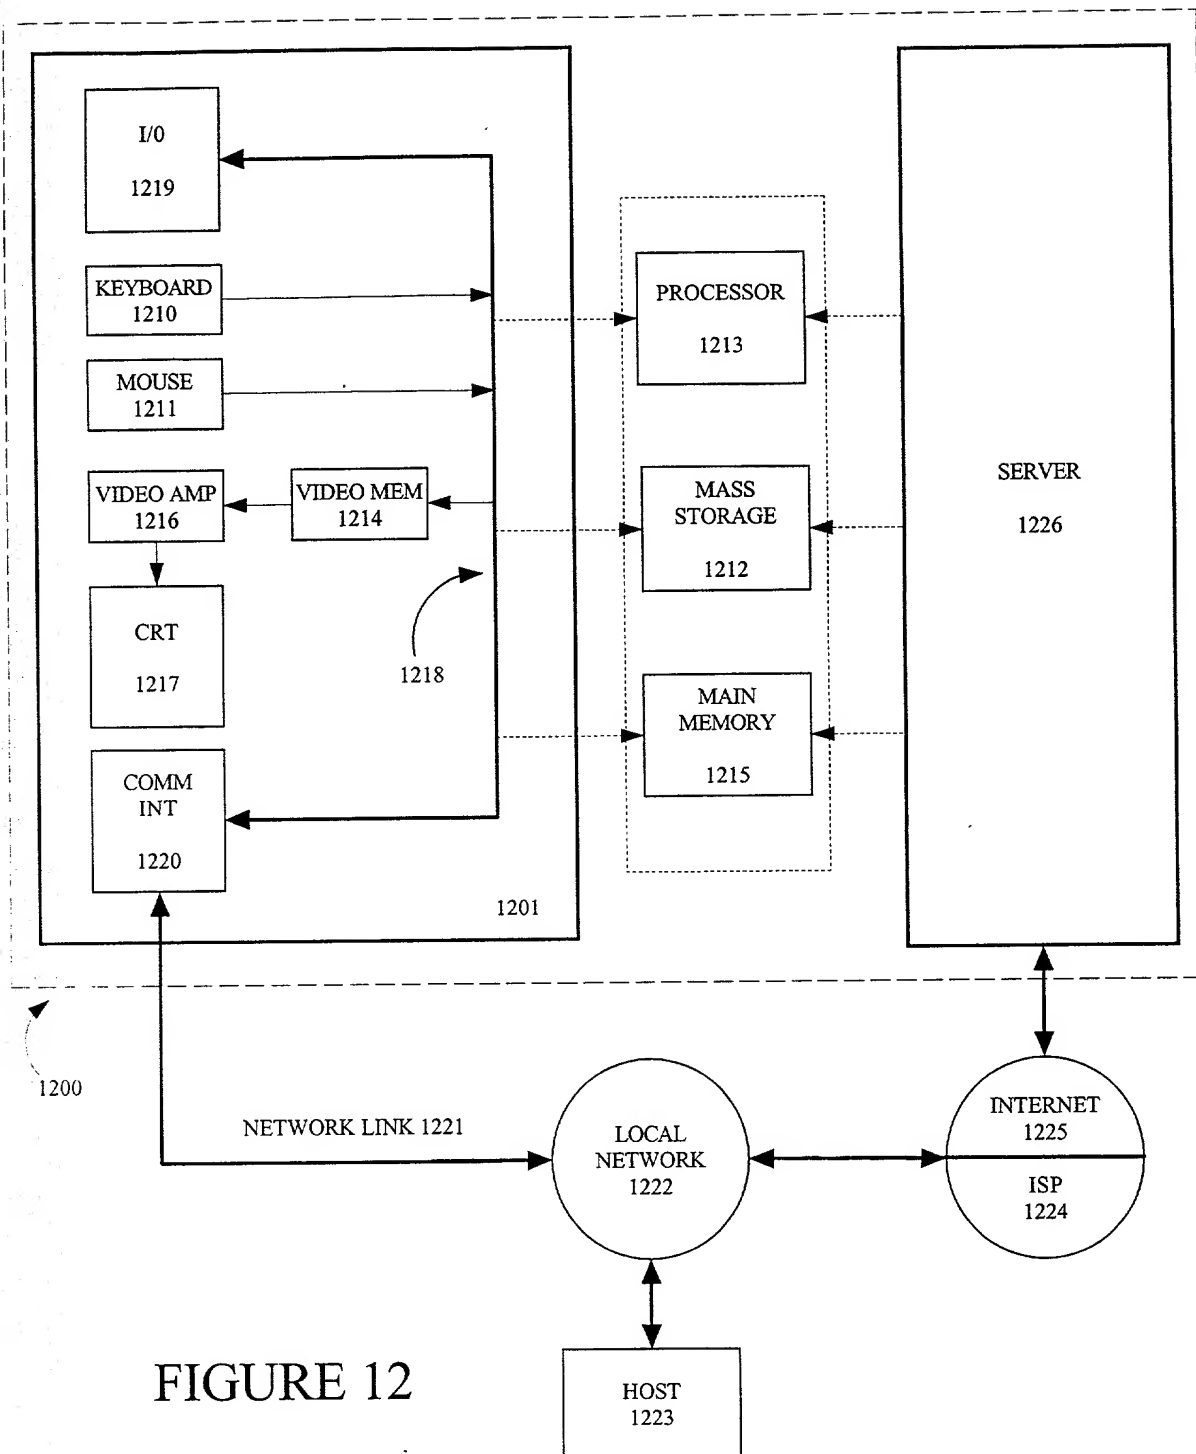 I/0
1219
KEYBOARD
1210
MOUSE
1211
VIDEO AMP
1216
VIDEO MEM
1214
CRT
1217
1218
COMM
INT
1220
1201
PROCESSOR
1213
MASS
STORAGE
1212
MAIN
MEMORY
1215
SERVER
1226
1200
NETWORK LINK 1221
LOCAL
NETWORK
1222
INTERNET
1225
ISP
1224
HOST
1223
FIGURE 12